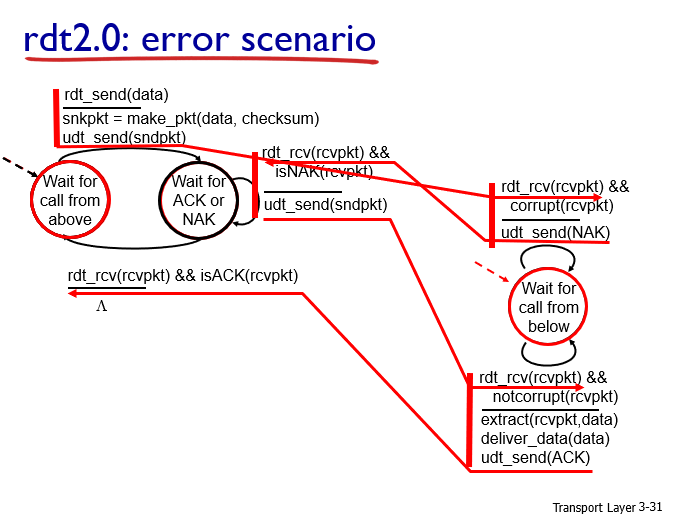 rdt2.0: error scenario
rdt_send(data)
snkpkt = make_pkt(data, checksum)
udt_send(sndpkt)
rdt_rcv(rcvpkt) &&
isNAK(rcvpkt)
udt_send(sndpkt)
Wait for
call from
above
Wait for
ACK or
NAK
rdt_rcv(rcvpkt) &&
corrupt(rcvpkt)
udt_send(NAK)
rdt_rcv(rcvpkt) && isACK(rcvpkt)
Λ
Wait for
call from
below
rdt_rcv(rcvpkt) &&
notcorrupt(rcvpkt)
extract(rcvpkt,data)
deliver_data(data)
udt_send(ACK)
Transport Layer 3-31